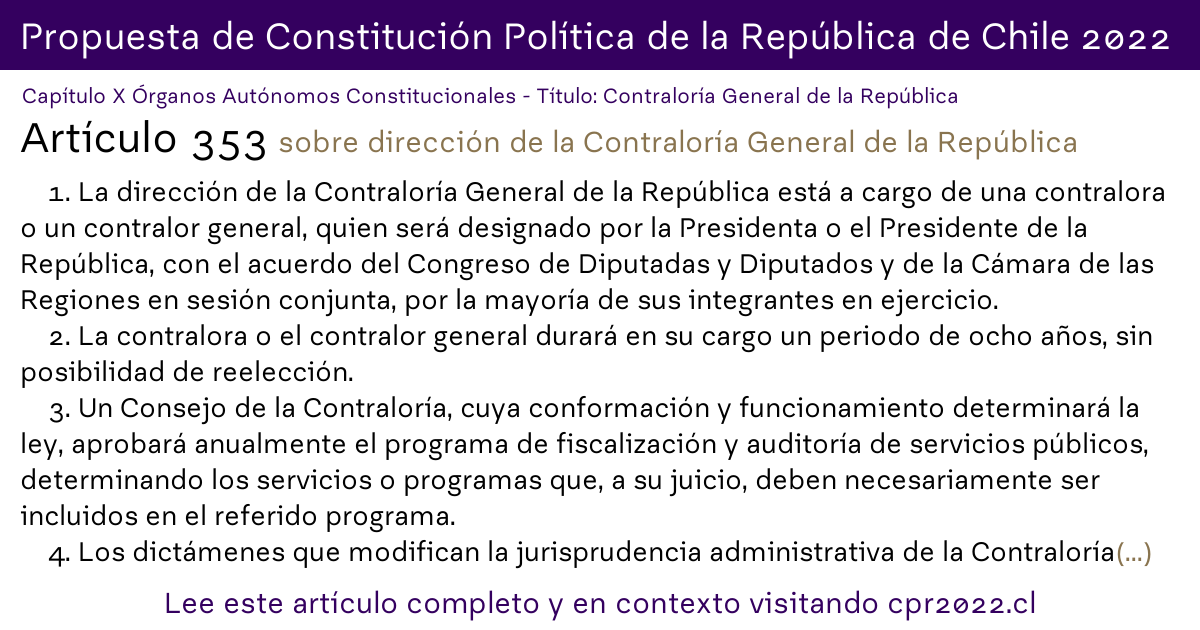 Propuesta de Constitución Política de la República de Chile 2022
Capítulo X Órganos Autónomos Constitucionales - Título: Contraloría General de la República
Artículo 353 sobre dirección de la Contraloría General de la República
1. La dirección de la Contraloría General de la República está a cargo de una contralora
o un contralor general, quien será designado por la Presidenta o el Presidente de la
República, con el acuerdo del Congreso de Diputadas y Diputados y de la Cámara de las
Regiones en sesión conjunta, por la mayoría de sus integrantes en ejercicio.
2. La contralora o el contralor general durará en su cargo un periodo de ocho años, sin
posibilidad de reelección.
3. Un Consejo de la Contraloría, cuya conformación y funcionamiento determinará la
ley, aprobará anualmente el programa de fiscalización y auditoría de servicios públicos,
determinando los servicios o programas que, a su juicio, deben necesariamente ser
incluidos en el referido programa.
4. Los dictámenes que modifican la jurisprudencia administrativa de la Contraloría(...)
Lee este artículo completo y en contexto visitando cpr2022.cl